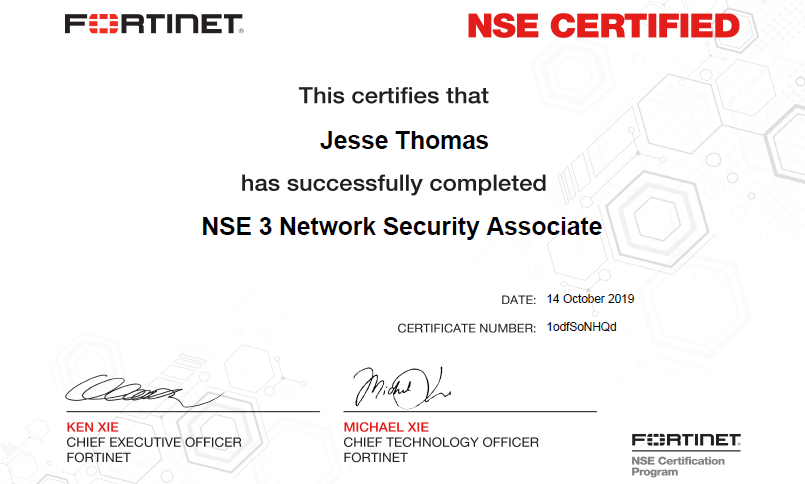 FORTINET®
NSE CERTIFIED
This certifies that
Jesse Thomas
has successfully completed
NSE 3 Network Security Associate
DATE: 14 October 2019
CERTIFICATE NUMBER: 1odfSoNHQd
KEN XIE
CHIEF EXECUTIVE OFFICER
FORTINET
MICHAEL XIE
CHIEF TECHNOLOGY OFFICER
FORTINET
FORTINET®
NSE Certification
Program